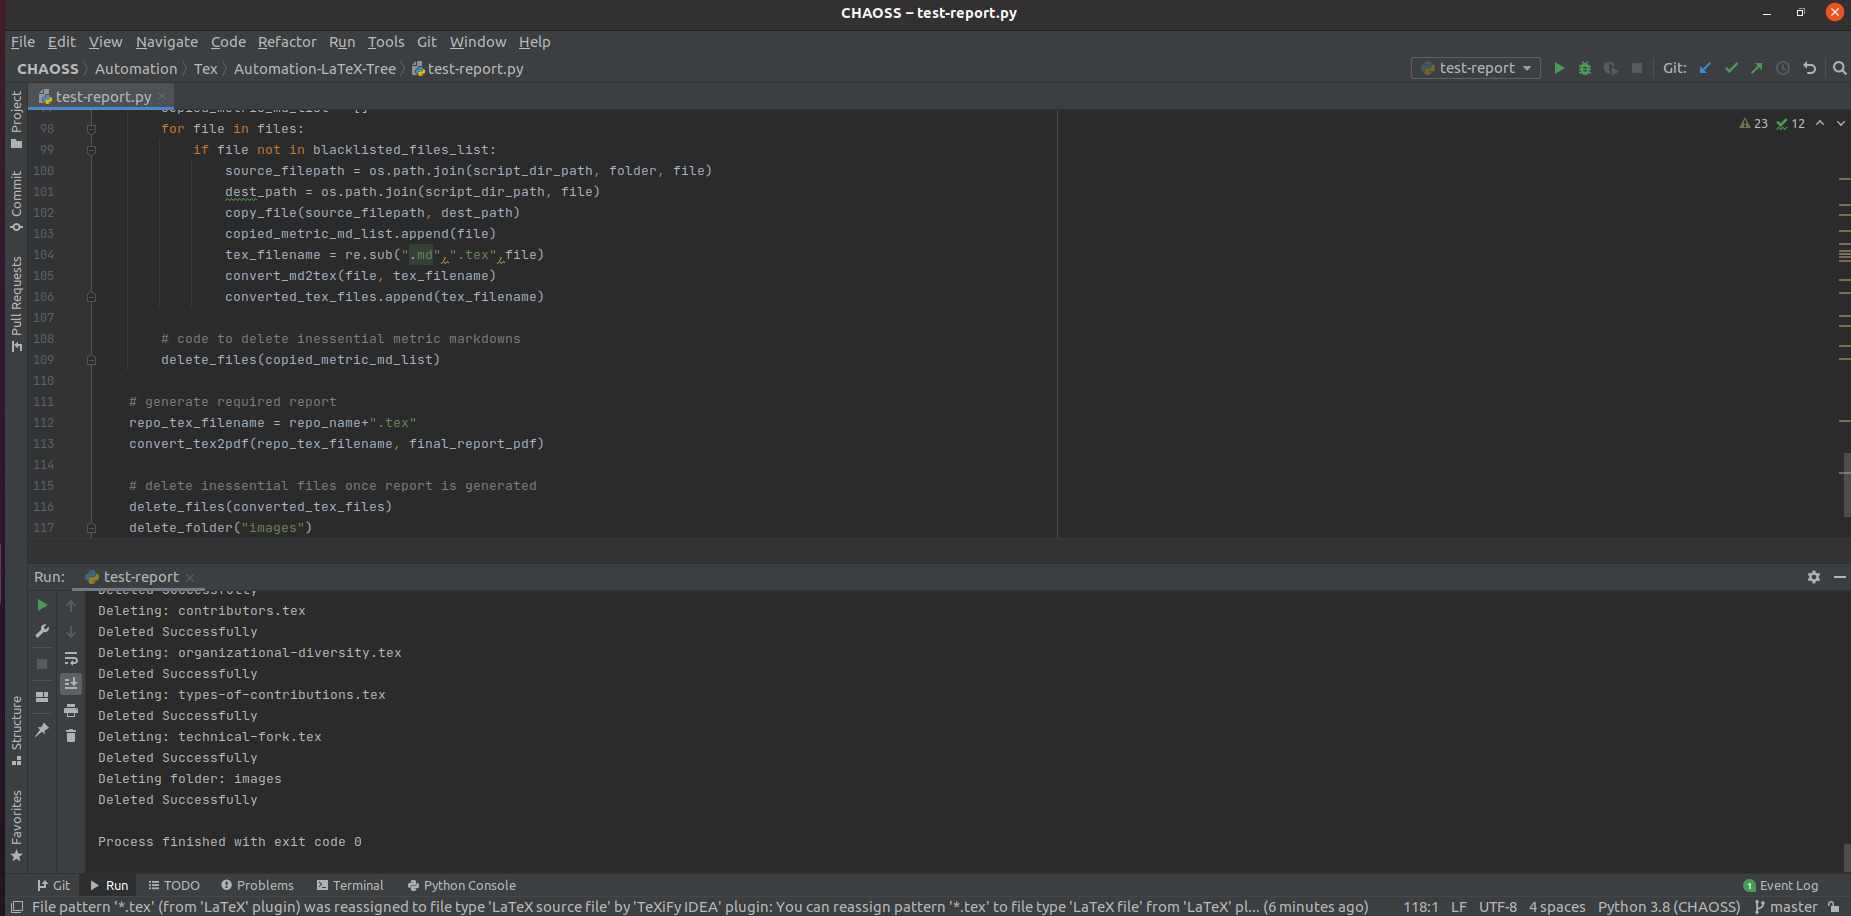 CHAOSS – test-report.py
File Edit View Navigate Code Refactor Run Tools Git Window Help
CHAOSS Automation Tex Automation-LaTeX-Tree test-report.py
test-report Git:
test-report.py
Project
Commit
Pull Requests
Structure
Favorites
23 12
copied_metric_md_list = []
98 for file in files:
99 if file not in blacklisted_files_list:
100 source_filepath = os.path.join(script_dir_path, folder, file)
101 dest_path = os.path.join(script_dir_path, file)
102 copy_file(source_filepath, dest_path)
103 copied_metric_md_list.append(file)
104 tex_filename = re.sub(".md",".tex",file)
105 convert_md2tex(file, tex_filename)
106 converted_tex_files.append(tex_filename)
107
108 # code to delete inessential metric markdowns
109 delete_files(copied_metric_md_list)
110
111 # generate required report
112 repo_tex_filename = repo_name+".tex"
113 convert_tex2pdf(repo_tex_filename, final_report_pdf)
114
115 # delete inessential files once report is generated
116 delete_files(converted_tex_files)
117 delete_folder("images")
Run: test-report
Deleted Successfully
Deleting: contributors.tex
Deleted Successfully
Deleting: organizational-diversity.tex
Deleted Successfully
Deleting: types-of-contributions.tex
Deleted Successfully
Deleting: technical-fork.tex
Deleted Successfully
Deleting folder: images
Deleted Successfully
Process finished with exit code 0
Git Run TODO Problems Terminal Python Console 1 Event Log
File pattern '*.tex' (from 'LaTeX' plugin) was reassigned to file type 'LaTeX source file' by 'TeXiFy IDEA' plugin: You can reassign pattern '*.tex' to file type 'LaTeX file' from 'LaTeX' pl... (6 minutes ago) 118:1 LF UTF-8 4 spaces Python 3.8 (CHAOSS) master